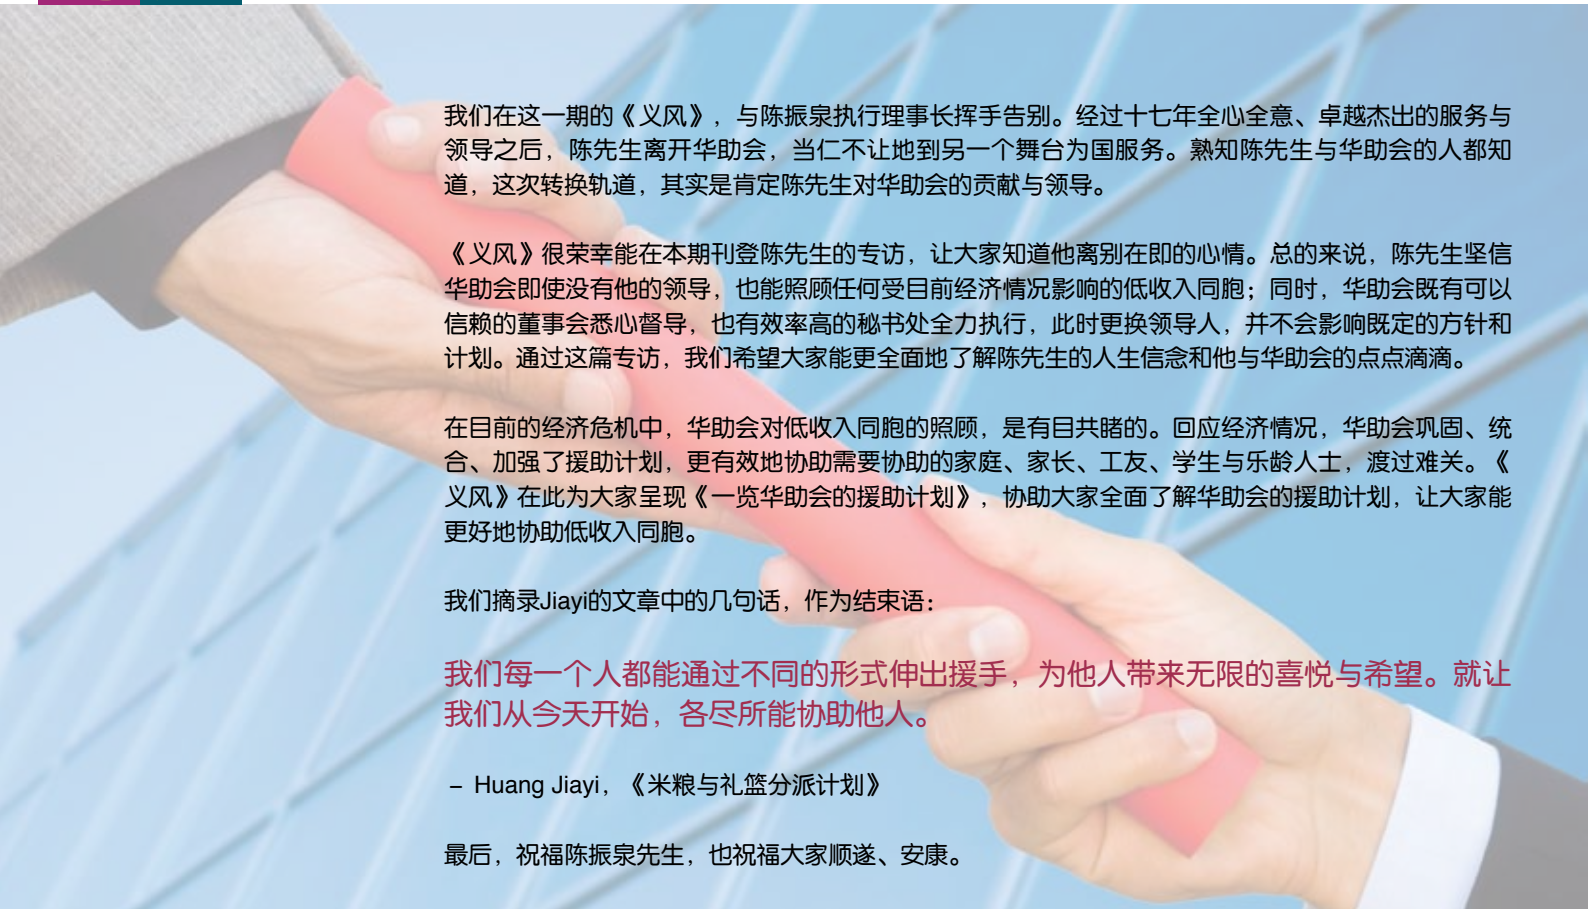 我们在这一期的《义风》，与陈振泉执行理事长挥手告别。经过十七年全心全意、卓越杰出的服务与
领导之后，陈先生离开华助会，当仁不让地到另一个舞台为国服务。熟知陈先生与华助会的人都知
道，这次转换轨道，其实是肯定陈先生对华助会的贡献与领导。
《义风》很荣幸能在本期刊登陈先生的专访，让大家知道他离别在即的心情。总的来说，陈先生坚信
华助会即使没有他的领导，也能照顾任何受目前经济情况影响的低收入同胞；同时，华助会既有可以
信赖的董事会悉心督导，也有效率高的秘书处全力执行，此时更换领导人，并不会影响既定的方针和
计划。通过这篇专访，我们希望大家能更全面地了解陈先生的人生信念和他与华助会的点点滴滴。
在目前的经济危机中，华助会对低收入同胞的照顾，是有目共睹的。回应经济情况，华助会巩固、统
合、加强了援助计划，更有效地协助需要协助的家庭、家长、工友、学生与乐龄人士，渡过难关。《
义风》在此为大家呈现《一览华助会的援助计划》，协助大家全面了解华助会的援助计划，让大家能
更好地协助低收入同胞。
我们摘录Jiayi的文章中的几句话，作为结束语：
我们每一个人都能通过不同的形式伸出援手，为他人带来无限的喜悦与希望。就让
我们从今天开始，各尽所能协助他人。
– Huang Jiayi，《米粮与礼篮分派计划》
最后，祝福陈振泉先生，也祝福大家顺遂、安康。